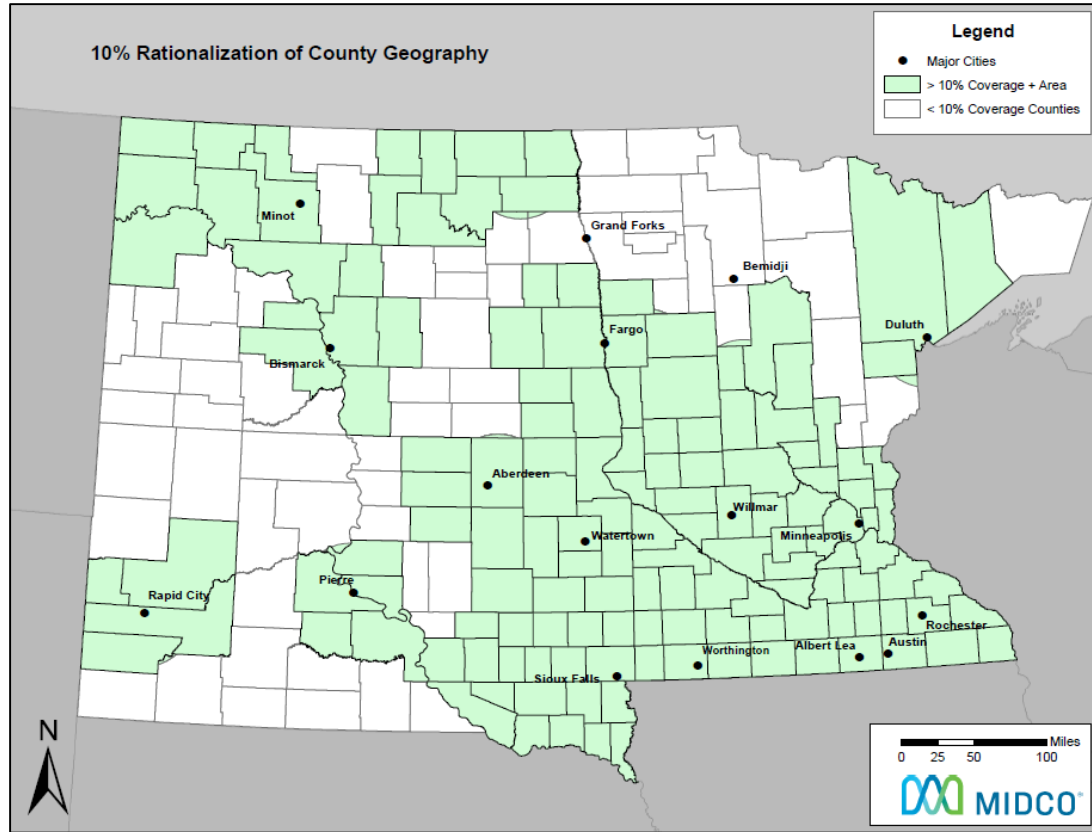 10% Rationalization of County Geography
Legend
Major Cities
> 10% Coverage + Area
< 10% Coverage Counties
Minot
Grand Forks
Bemidji
Duluth
Fargo
Bismarck
Aberdeen
Willmar
Minneapolis
Watertown
Pierre
Rapid City
Rochester
Austin
Albert Lea
Worthington
Sioux Falls
N
Miles
0 25 50 100
MIDCO®